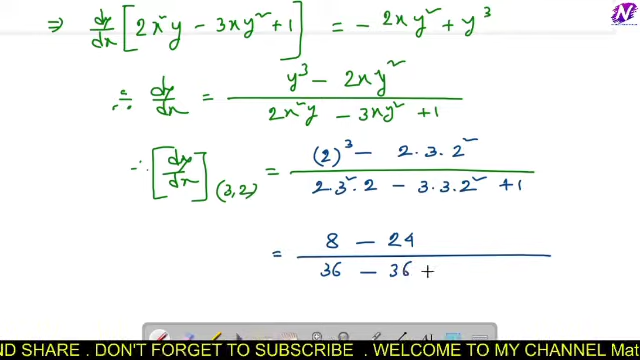 ⇒ dy/dx [2x²y − 3xy² + 1] = − 2xy² + y³
∴ dy/dx = (y³ − 2xy²) / (2x²y − 3xy² + 1)
∴ [dy/dx](3,2) = ((2)³ − 2·3·2²) / (2·3²·2 − 3·3·2² + 1)
= (8 − 24) / (36 − 36 +
ND SHARE . DON'T FORGET TO SUBSCRIBE . WELCOME TO MY CHANNEL Mat